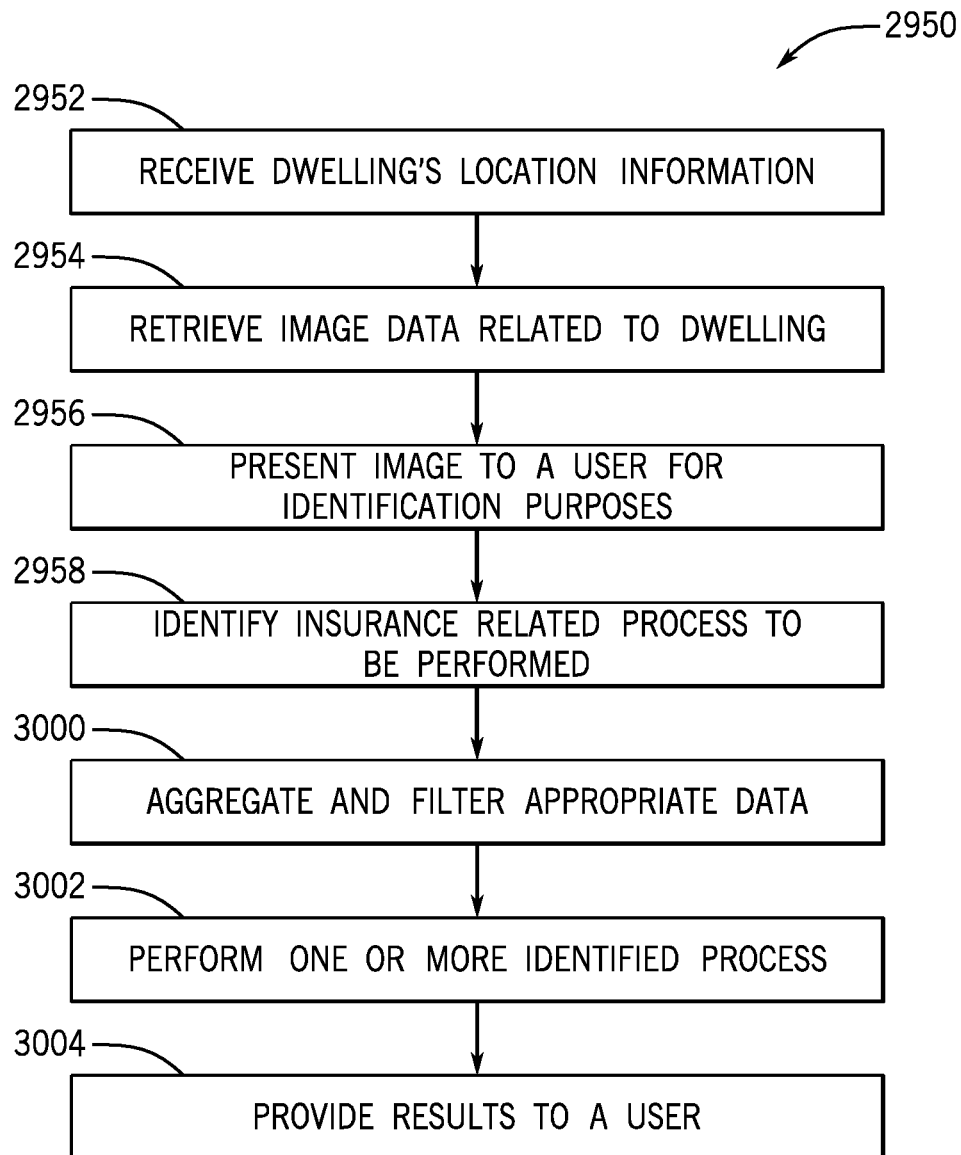 2950
2952
RECEIVE DWELLING'S LOCATION INFORMATION
2954
RETRIEVE IMAGE DATA RELATED TO DWELLING
2956
PRESENT IMAGE TO A USER FOR
IDENTIFICATION PURPOSES
2958
IDENTIFY INSURANCE RELATED PROCESS TO
BE PERFORMED
3000
AGGREGATE AND FILTER APPROPRIATE DATA
3002
PERFORM ONE OR MORE IDENTIFIED PROCESS
3004
PROVIDE RESULTS TO A USER